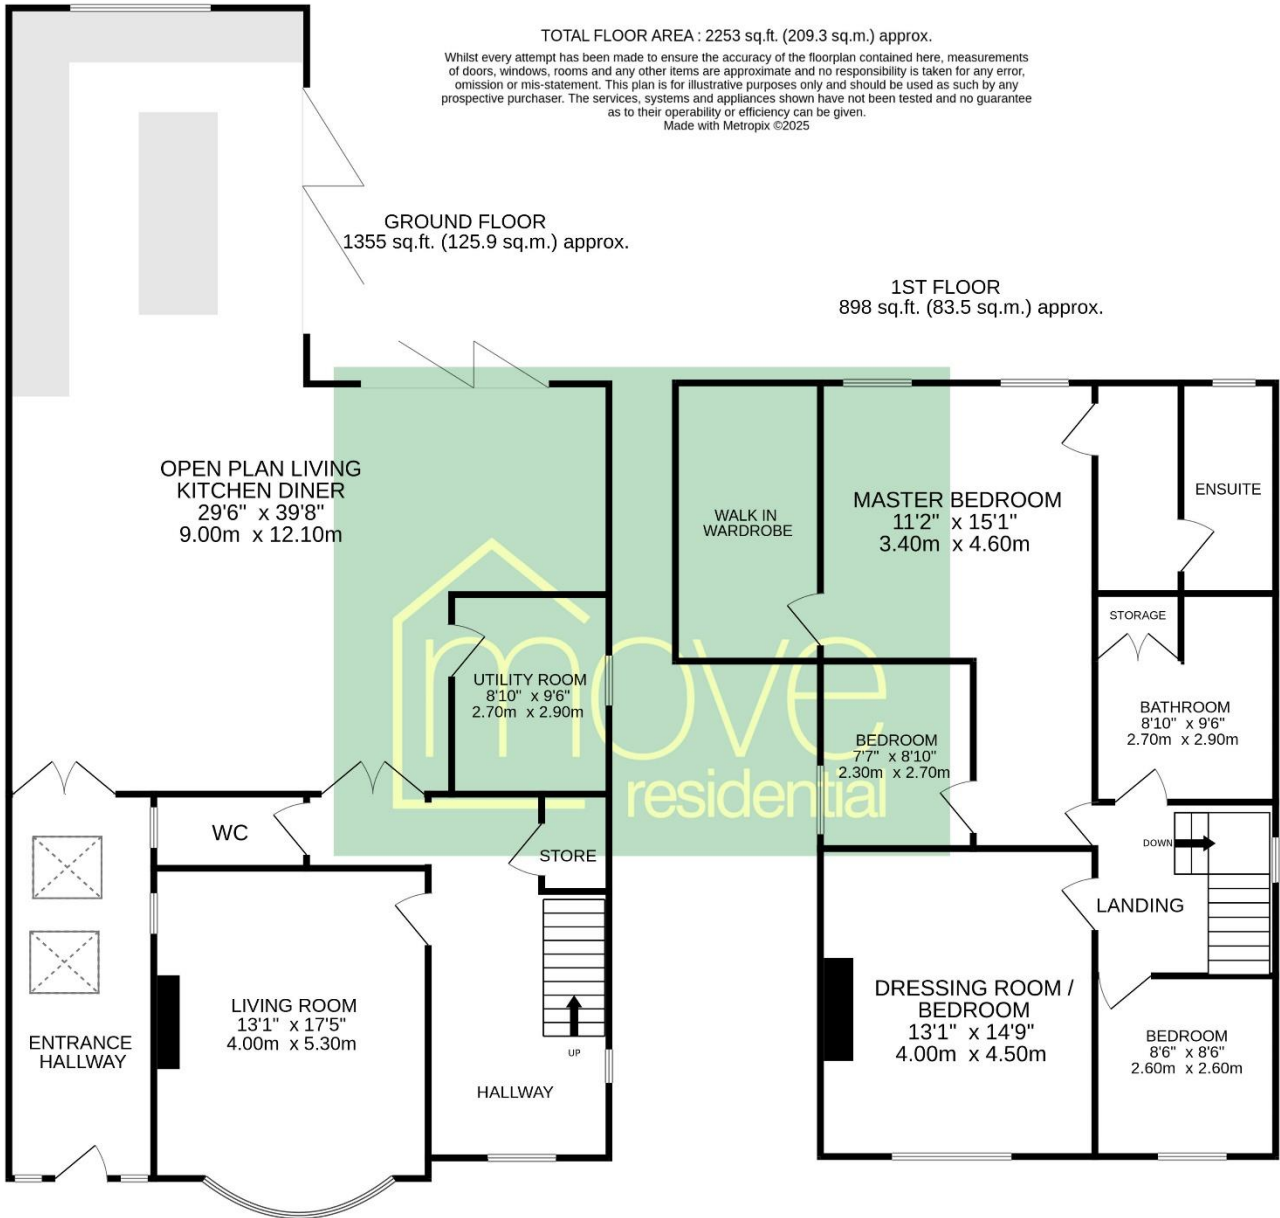 TOTAL FLOOR AREA : 2253 sq.ft. (209.3 sq.m.) approx.
Whilst every attempt has been made to ensure the accuracy of the floorplan contained here, measurements
of doors, windows, rooms and any other items are approximate and no responsibility is taken for any error,
omission or mis-statement. This plan is for illustrative purposes only and should be used as such by any
prospective purchaser. The services, systems and appliances shown have not been tested and no guarantee
as to their operability or efficiency can be given.
Made with Metropix ©2025
GROUND FLOOR
1355 sq.ft. (125.9 sq.m.) approx.
1ST FLOOR
898 sq.ft. (83.5 sq.m.) approx.
OPEN PLAN LIVING
KITCHEN DINER
29'6" x 39'8"
9.00m x 12.10m
UTILITY ROOM
8'10" x 9'6"
2.70m x 2.90m
WC
STORE
LIVING ROOM
13'1" x 17'5"
4.00m x 5.30m
ENTRANCE
HALLWAY
UP
HALLWAY
WALK IN
WARDROBE
MASTER BEDROOM
11'2" x 15'1"
3.40m x 4.60m
ENSUITE
STORAGE
BATHROOM
8'10" x 9'6"
2.70m x 2.90m
BEDROOM
7'7" x 8'10"
2.30m x 2.70m
DOWN
LANDING
DRESSING ROOM /
BEDROOM
13'1" x 14'9"
4.00m x 4.50m
BEDROOM
8'6" x 8'6"
2.60m x 2.60m
move
residential